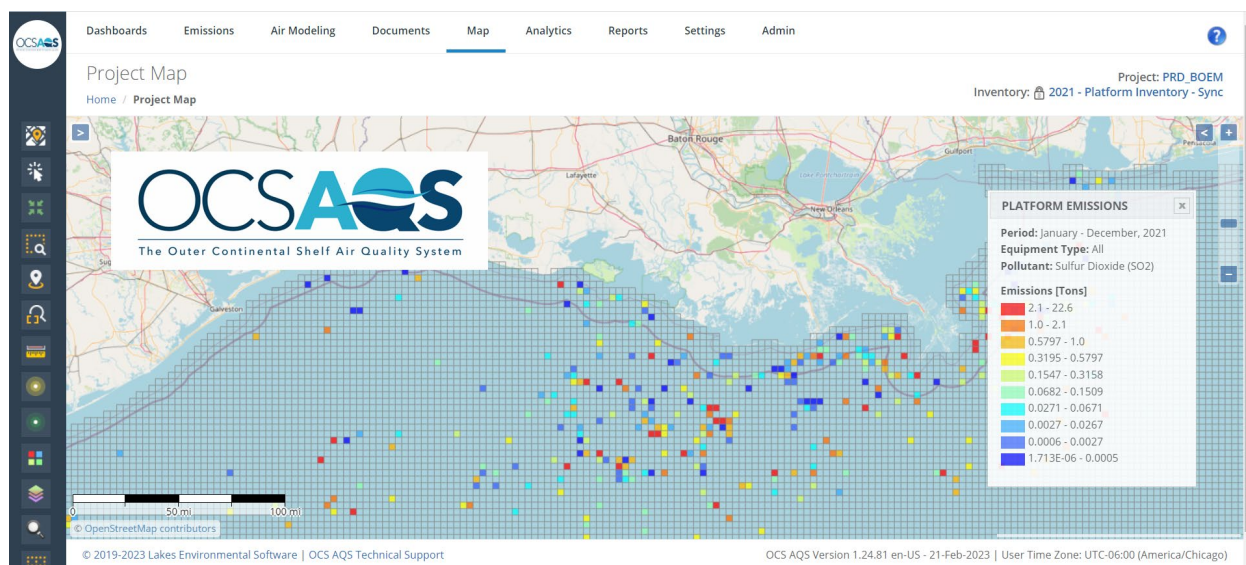 OCSAQS
Dashboards Emissions Air Modeling Documents Map Analytics Reports Settings Admin
?
Project Map
Home / Project Map
Project: PRD_BOEM
Inventory: 2021 - Platform Inventory - Sync
> < +
Baton Rouge
Gulfport
Pensacola
Lafayette
Lake Pontchartrain
New Orleans
OCSAQS
The Outer Continental Shelf Air Quality System
Galveston
PLATFORM EMISSIONS ×
Period: January - December, 2021
Equipment Type: All
Pollutant: Sulfur Dioxide (SO2)
Emissions [Tons]
2.1 - 22.6
1.0 - 2.1
0.5797 - 1.0
0.3195 - 0.5797
0.1547 - 0.3158
0.0682 - 0.1509
0.0271 - 0.0671
0.0027 - 0.0267
0.0006 - 0.0027
1.713E-06 - 0.0005
0 50 mi 100 mi
© OpenStreetMap contributors
© 2019-2023 Lakes Environmental Software | OCS AQS Technical Support
OCS AQS Version 1.24.81 en-US - 21-Feb-2023 | User Time Zone: UTC-06:00 (America/Chicago)